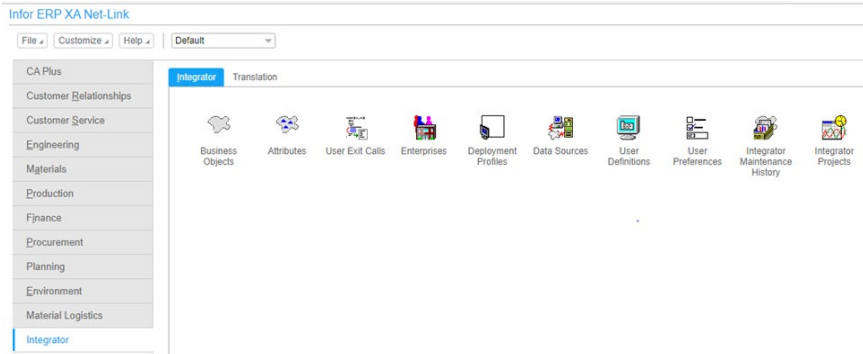 Infor ERP XA Net-Link
File Customize Help Default
CA Plus
Customer Relationships
Customer Service
Engineering
Materials
Production
Finance
Procurement
Planning
Environment
Material Logistics
Integrator
Integrator Translation
Business Objects
Attributes
User Exit Calls
Enterprises
Deployment Profiles
Data Sources
User Definitions
User Preferences
Integrator Maintenance History
Integrator Projects